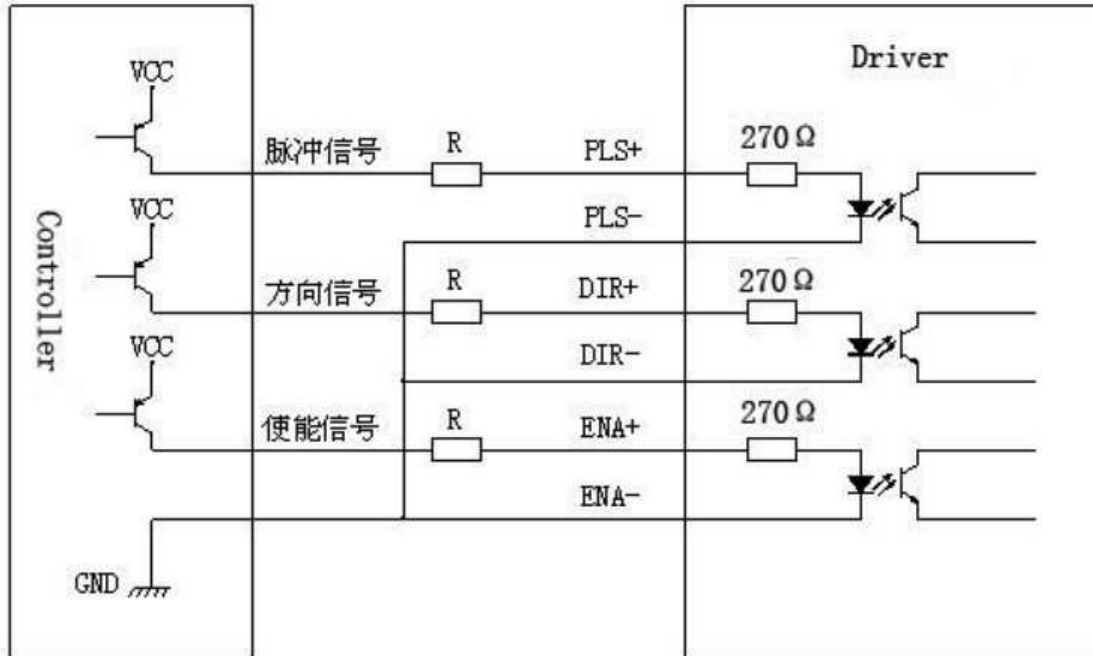 Driver
VCC
脉冲信号
R
PLS+
270Ω
VCC
PLS-
Controller
方向信号
R
DIR+
270Ω
VCC
DIR-
使能信号
R
ENA+
270Ω
ENA-
GND